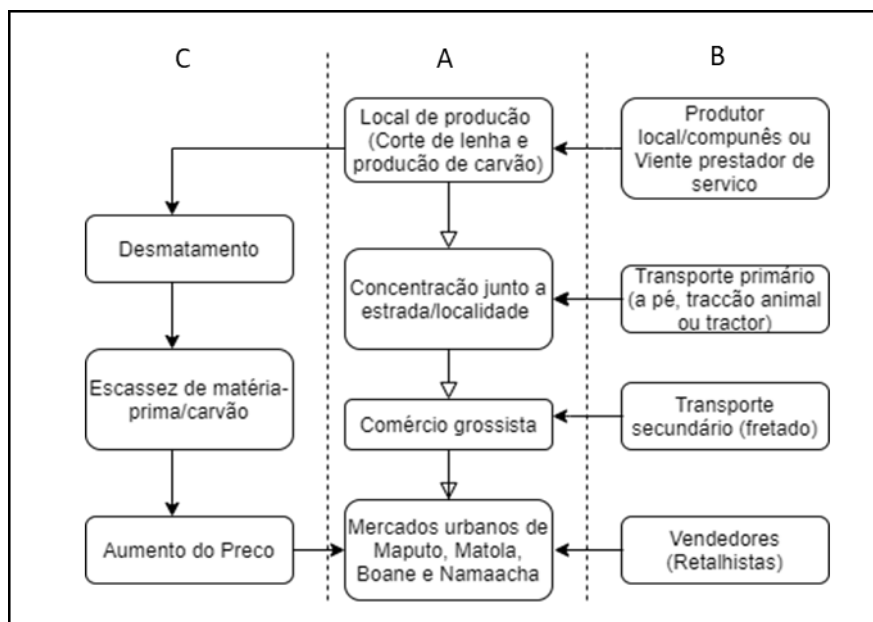 C
A
B
Local de producão
(Corte de lenha e
producão de carvão)
Produtor
local/compunês ou
Viente prestador de
servico
Desmatamento
Concentracão junto a
estrada/localidade
Transporte primário
(a pé, traccão animal
ou tractor)
Escassez de matéria-
prima/carvão
Comércio grossista
Transporte
secundário (fretado)
Aumento do Preco
Mercados urbanos de
Maputo, Matola,
Boane e Namaacha
Vendedores
(Retalhistas)